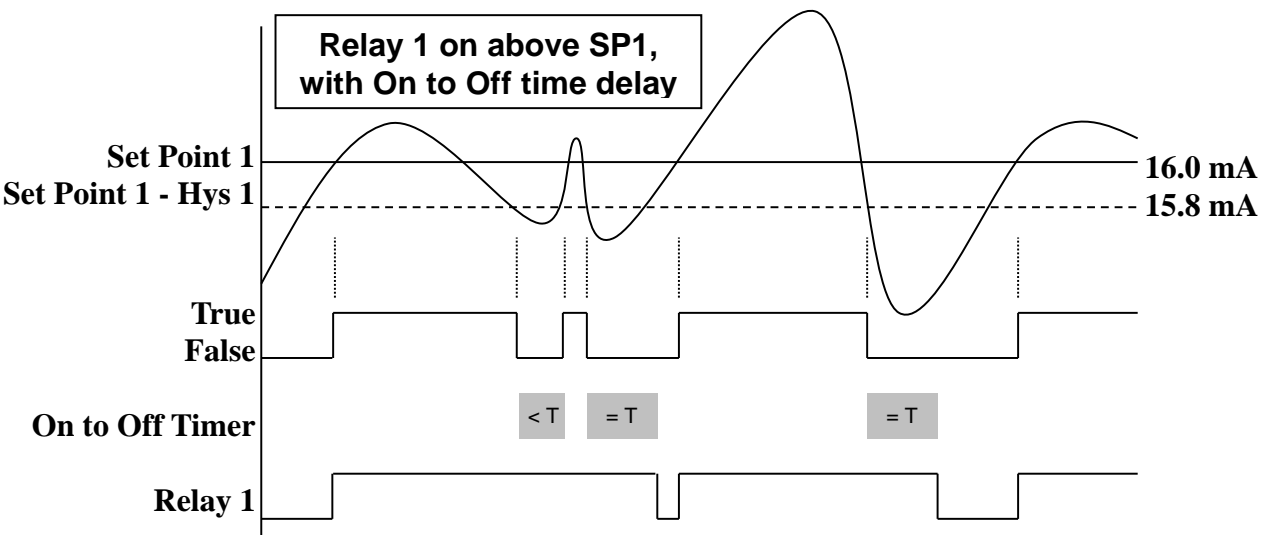 Relay 1 on above SP1,
with On to Off time delay
Set Point 1
16.0 mA
Set Point 1 - Hys 1
15.8 mA
True
False
< T
= T
= T
On to Off Timer
Relay 1